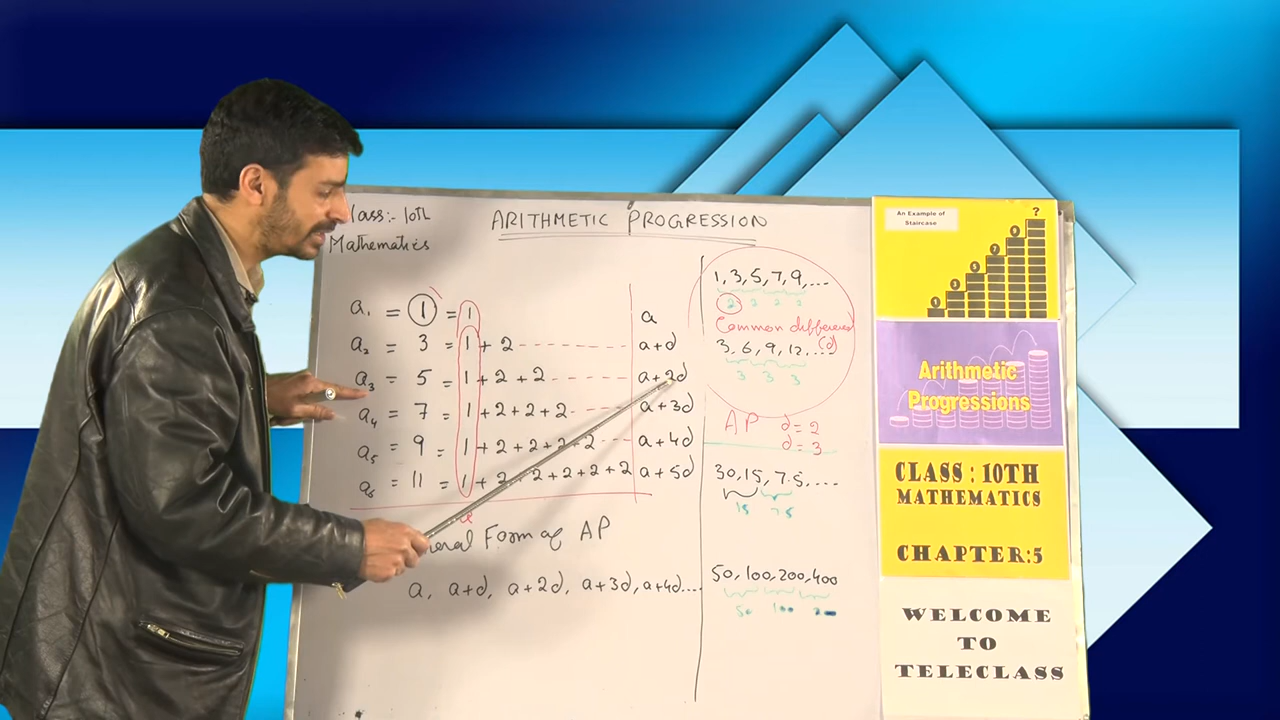 Class:- 10th
Mathematics
ARITHMETIC PROGRESSION
a₁ = 1 = 1 a
a₂ = 3 = 1 + 2 -------- a+d
a₃ = 5 = 1 + 2 + 2 ------ a+2d
a₄ = 7 = 1 + 2 + 2 + 2 ---- a+3d
a₅ = 9 = 1 + 2 + 2 + 2 + 2 --- a+4d
a₆ = 11 = 1 + 2 + 2 + 2 + 2 + 2 a+5d
a
Form of AP
a, a+d, a+2d, a+3d, a+4d....
1, 3, 5, 7, 9, ...
2 2 2 2
Common difference
(d)
3, 6, 9, 12, ...
3 3 3
AP d = 2
d = 3
30, 15, 7.5, ....
15 7.5
50, 100, 200, 400
50 100
An Example of
Staircase
1 3 5 7 9 ?
Arithmetic
Progressions
CLASS : 10TH
MATHEMATICS
CHAPTER:5
WELCOME
TO
TELECLASS